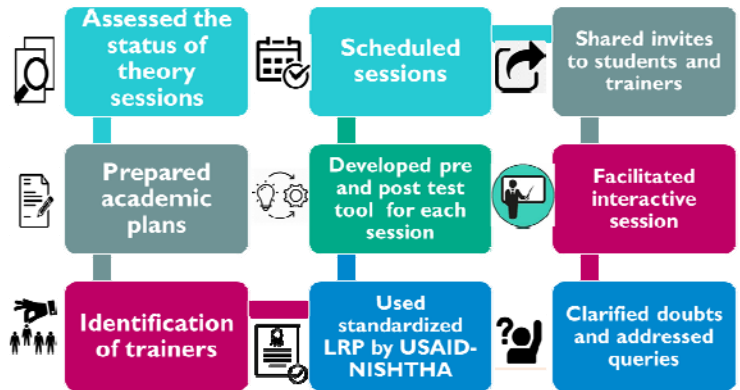 Assessed the
status of
theory
sessions
Prepared
academic
plans
Identification
of trainers
Used
standardized
LRP by USAID-
NISHTHA
Developed pre
and post test
tool for each
session
Scheduled
sessions
Shared invites
to students and
trainers
Facilitated
interactive
session
Clarified doubts
and addressed
queries